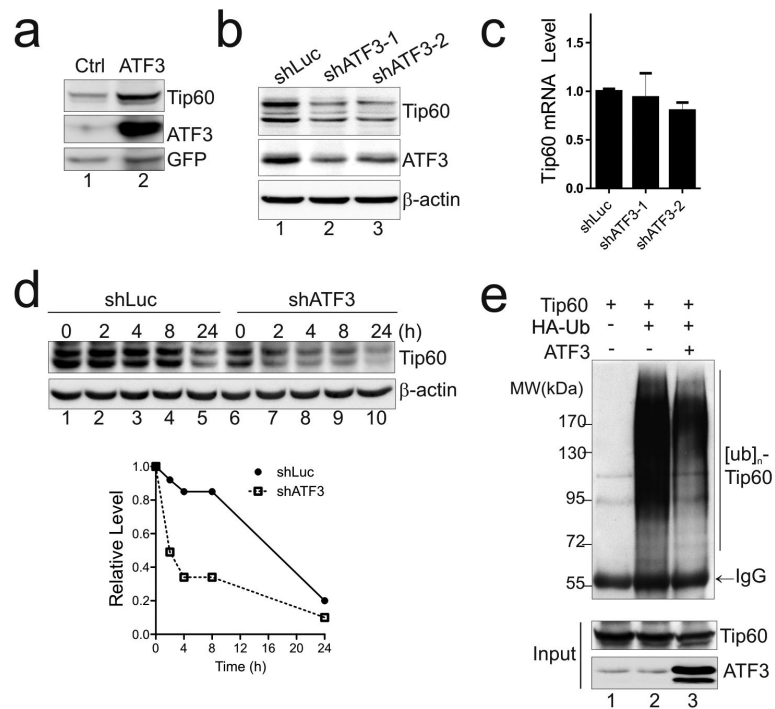 a
Ctrl ATF3
Tip60
ATF3
GFP
1 2
b
shLuc shATF3-1 shATF3-2
Tip60
ATF3
β-actin
1 2 3
c
Tip60 mRNA Level
1.5
1.0
0.5
0.0
shLuc shATF3-1 shATF3-2
d
shLuc shATF3
0 2 4 8 24 0 2 4 8 24 (h)
Tip60
β-actin
1 2 3 4 5 6 7 8 9 10
Relative Level
1.0
0.8
0.6
0.4
0.2
0.0
0 4 8 12 16 20 24
Time (h)
shLuc
shATF3
e
Tip60 + + +
HA-Ub - + +
ATF3 - - +
MW(kDa)
170
130
95
72
55
[ub]n-
Tip60
←IgG
Input
Tip60
ATF3
1 2 3